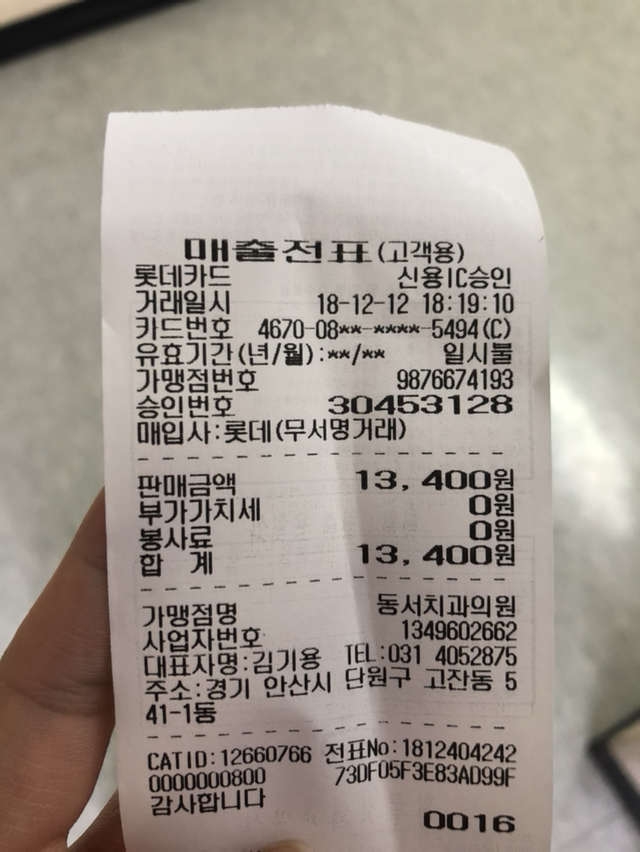 매출전표(고객용)
롯데카드 신용IC승인
거래일시 18-12-12 18:19:10
카드번호 4670-08**-****-5494(C)
유효기간(년/월):**/** 일시불
가맹점번호 9876674193
승인번호 30453128
매입사:롯데(무서명거래)
판매금액 13,400원
부가가치세 0원
봉사료 0원
합 계 13,400원
가맹점명 동서치과의원
사업자번호 1349602662
대표자명:김기용 TEL:031 4052875
주소:경기 안산시 단원구 고잔동 5
41-1동
CATID:12660766 전표No:1812404242
0000000800 73DF05F3E83AD99F
감사합니다
0016